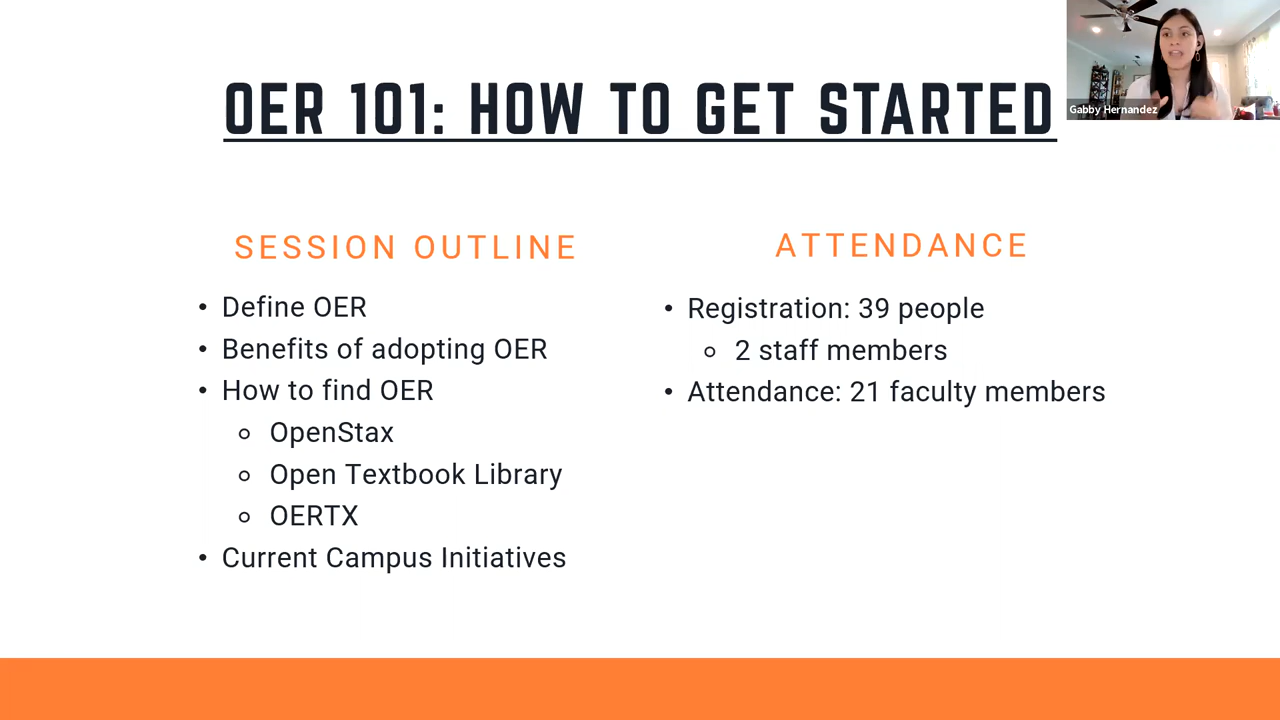 OER 101: HOW TO GET STARTED
Gabby Hernandez
SESSION OUTLINE
• Define OER
• Benefits of adopting OER
• How to find OER
○ OpenStax
○ Open Textbook Library
○ OERTX
• Current Campus Initiatives
ATTENDANCE
• Registration: 39 people
○ 2 staff members
• Attendance: 21 faculty members